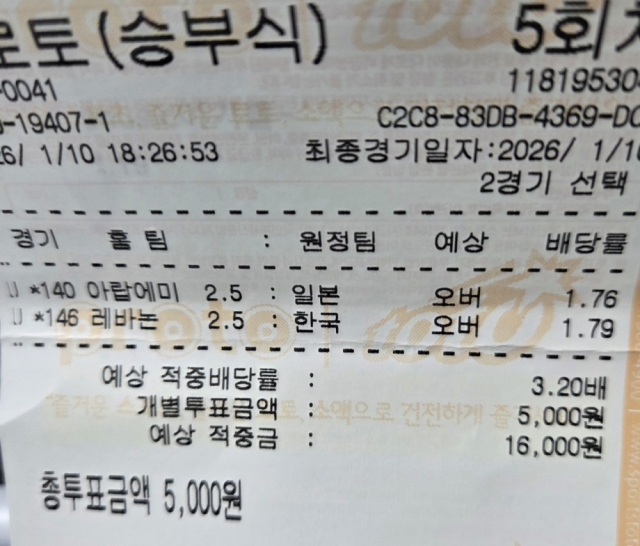 로토(승부식) 5회차
-0041 11819530
-19407-1 C2C8-83DB-4369-DC
26/ 1/10 18:26:53 최종경기일자:2026/ 1/10
2경기 선택
경기 홈팀 : 원정팀 예상 배당률
U *140 아랍에미 2.5 : 일본 오버 1.76
U *146 레바논 2.5 : 한국 오버 1.79
예상 적중배당률 : 3.20배
개별투표금액 : 5,000원
예상 적중금 : 16,000원
총투표금액 5,000원